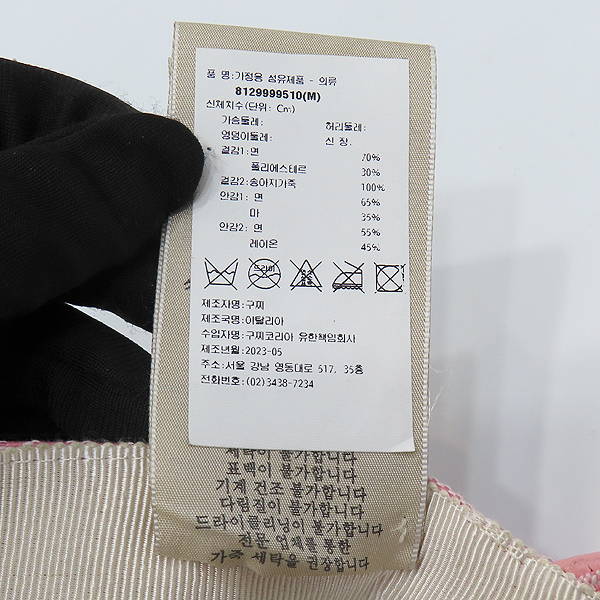 품 명:가정용 섬유제품 - 의류
8129999510(M)
신체치수(단위: Cm)
가슴둘레: 허리둘레:
엉덩이둘레: 신 장.
겉감1: 면 70%
폴리에스테르 30%
겉감2: 송아지가죽 100%
안감1: 면 65%
마 35%
안감2: 면 55%
레이온 45%
드라이
제조자명:구찌
제조국명:이탈리아
수입자명:구찌코리아 유한책임회사
제조년월:2023-05
주소:서울 강남 영동대로 517, 35층
전화번호:(02)3438-7234
세탁이 불가합니다
표백이 불가합니다
기계 건조 불가합니다
다림질이 불가합니다
드라이클리닝이 불가합니다
전문 업체를 통한
가죽 세탁을 권장합니다